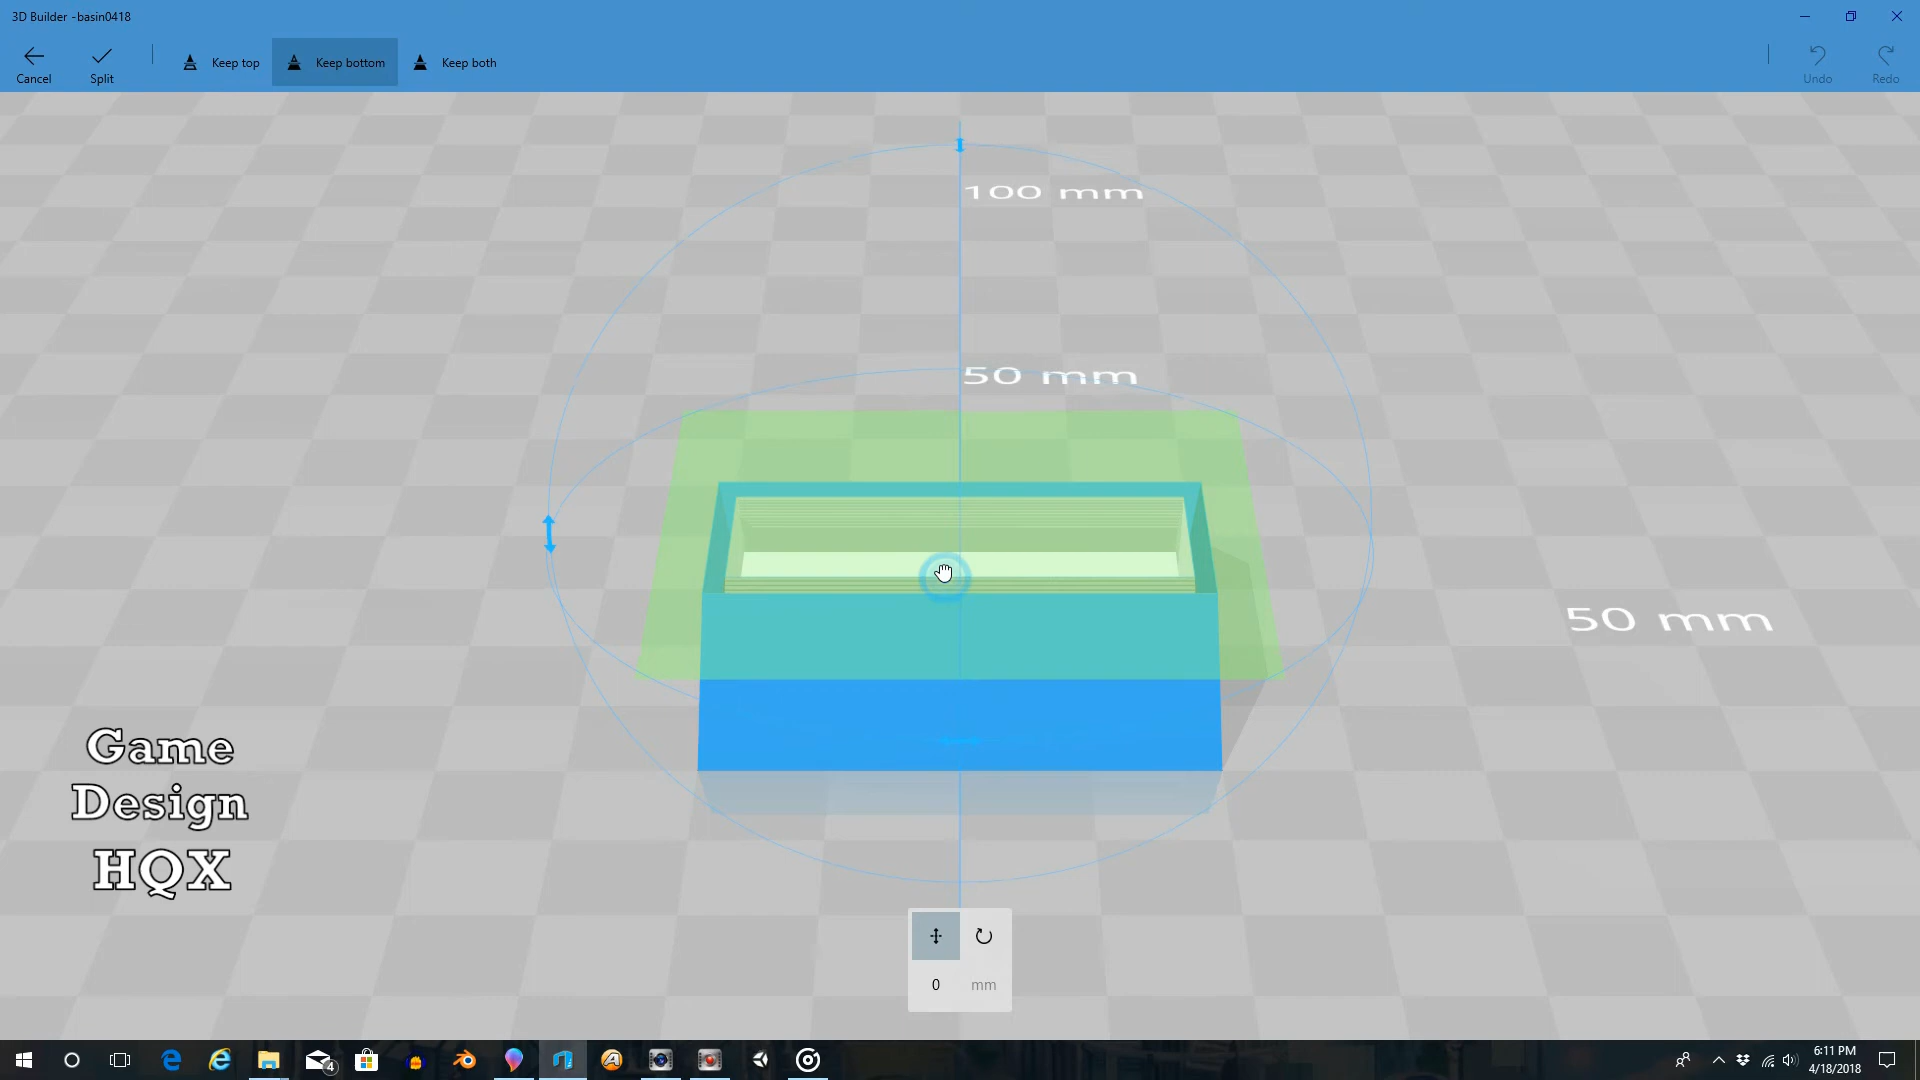 3D Builder -basin0418
Cancel
Split
Keep top
Keep bottom
Keep both
Undo
Redo
100 mm
50 mm
50 mm
Game
Design
HQX
0 mm
4
6:11 PM
4/18/2018